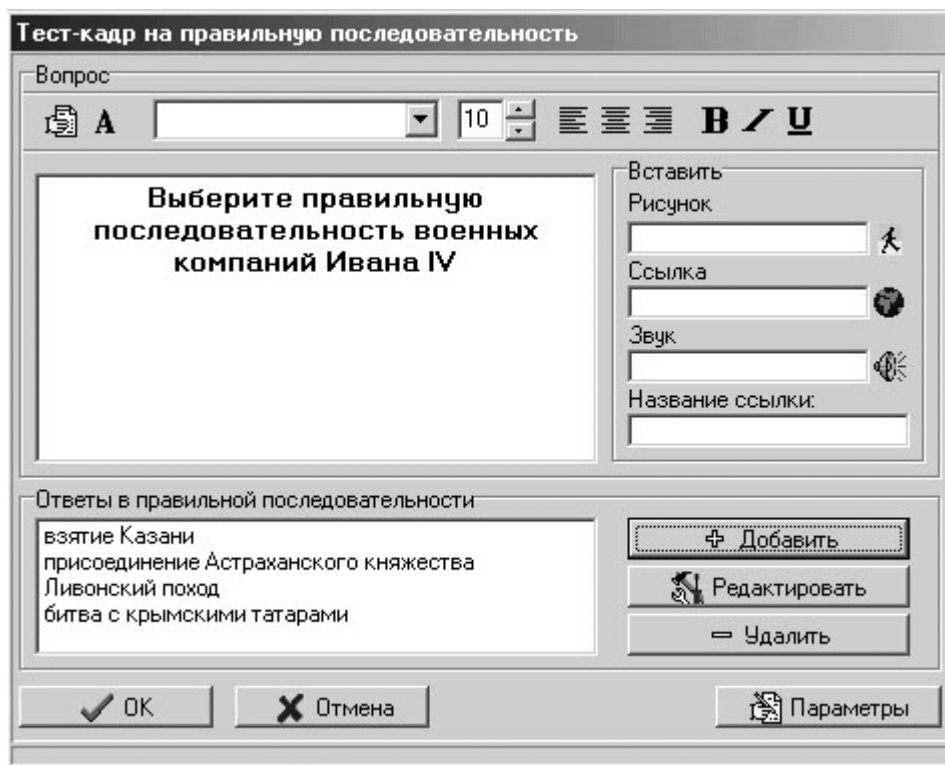 Тест-кадр на правильную последовательность
Вопрос
A 10 B I U
Выберите правильную
последовательность военных
компаний Ивана IV
Вставить
Рисунок
Ссылка
Звук
Название ссылки:
Ответы в правильной последовательности
взятие Казани
присоединение Астраханского княжества
Ливонский поход
битва с крымскими татарами
Добавить
Редактировать
Удалить
OK Отмена Параметры